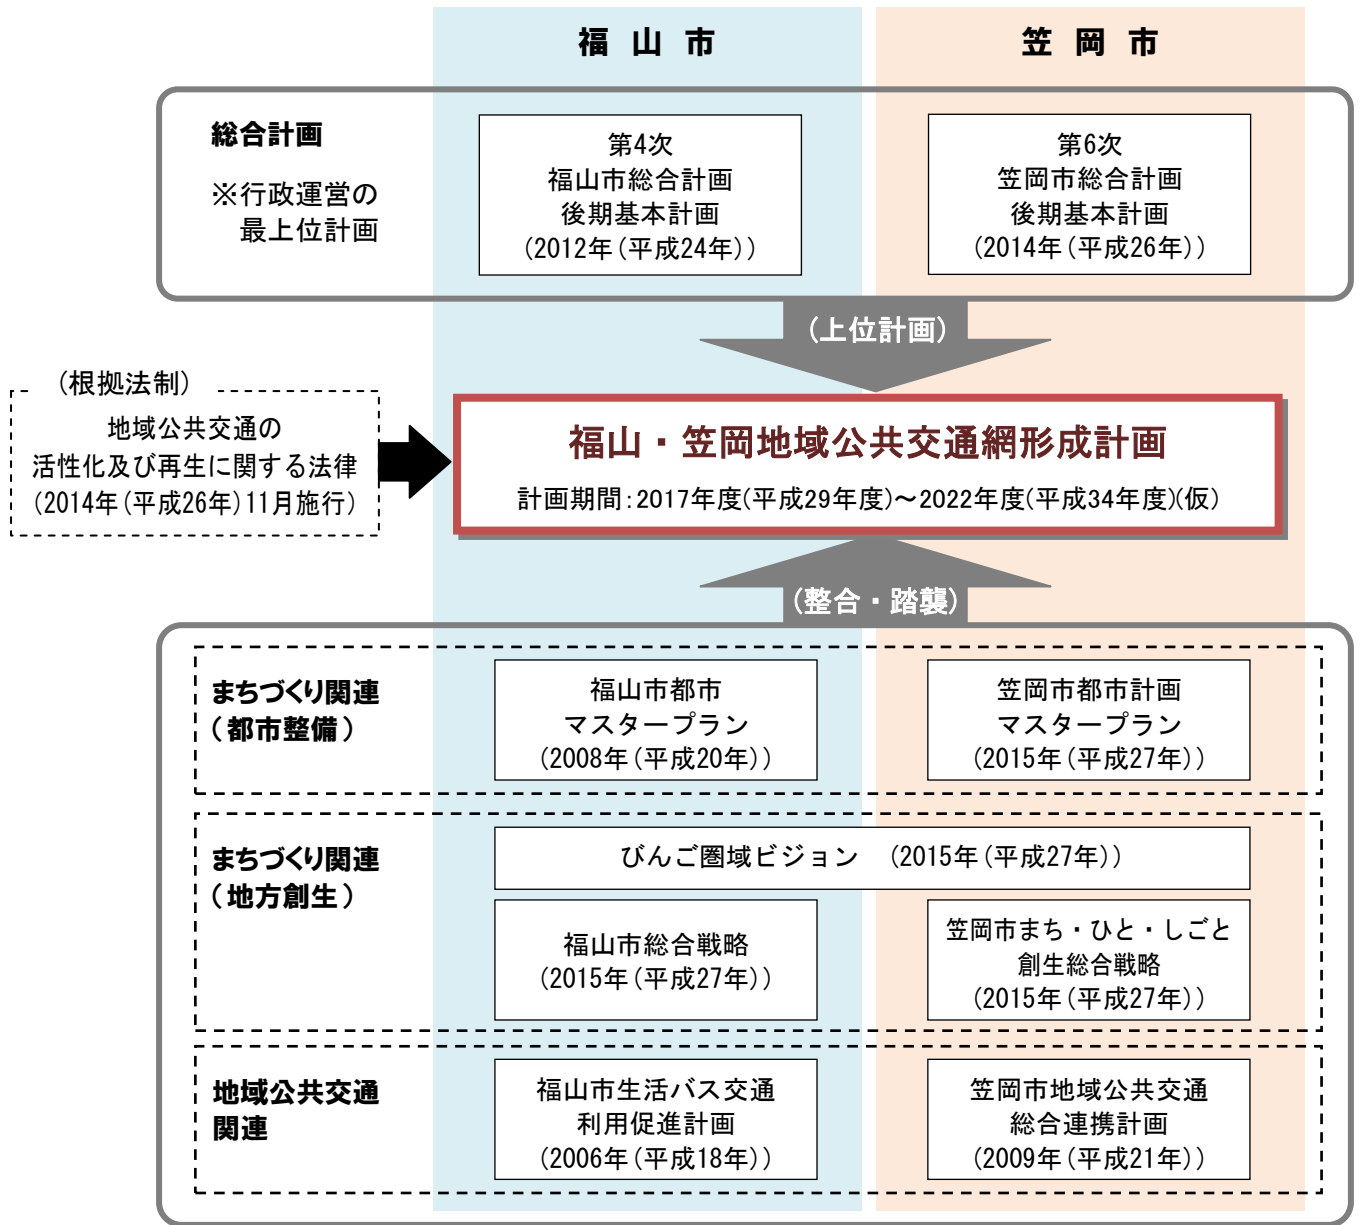 福山市
笠岡市
総合計画
※行政運営の
最上位計画
第4次
福山市総合計画
後期基本計画
(2012年(平成24年))
第6次
笠岡市総合計画
後期基本計画
(2014年(平成26年))
(上位計画)
(根拠法制)
地域公共交通の
活性化及び再生に関する法律
(2014年(平成26年)11月施行)
福山・笠岡地域公共交通網形成計画
計画期間:2017年度(平成29年度)～2022年度(平成34年度)(仮)
(整合・踏襲)
まちづくり関連
(都市整備)
福山市都市
マスタープラン
(2008年(平成20年))
笠岡市都市計画
マスタープラン
(2015年(平成27年))
まちづくり関連
(地方創生)
びんご圏域ビジョン (2015年(平成27年))
福山市総合戦略
(2015年(平成27年))
笠岡市まち・ひと・しごと
創生総合戦略
(2015年(平成27年))
地域公共交通
関連
福山市生活バス交通
利用促進計画
(2006年(平成18年))
笠岡市地域公共交通
総合連携計画
(2009年(平成21年))